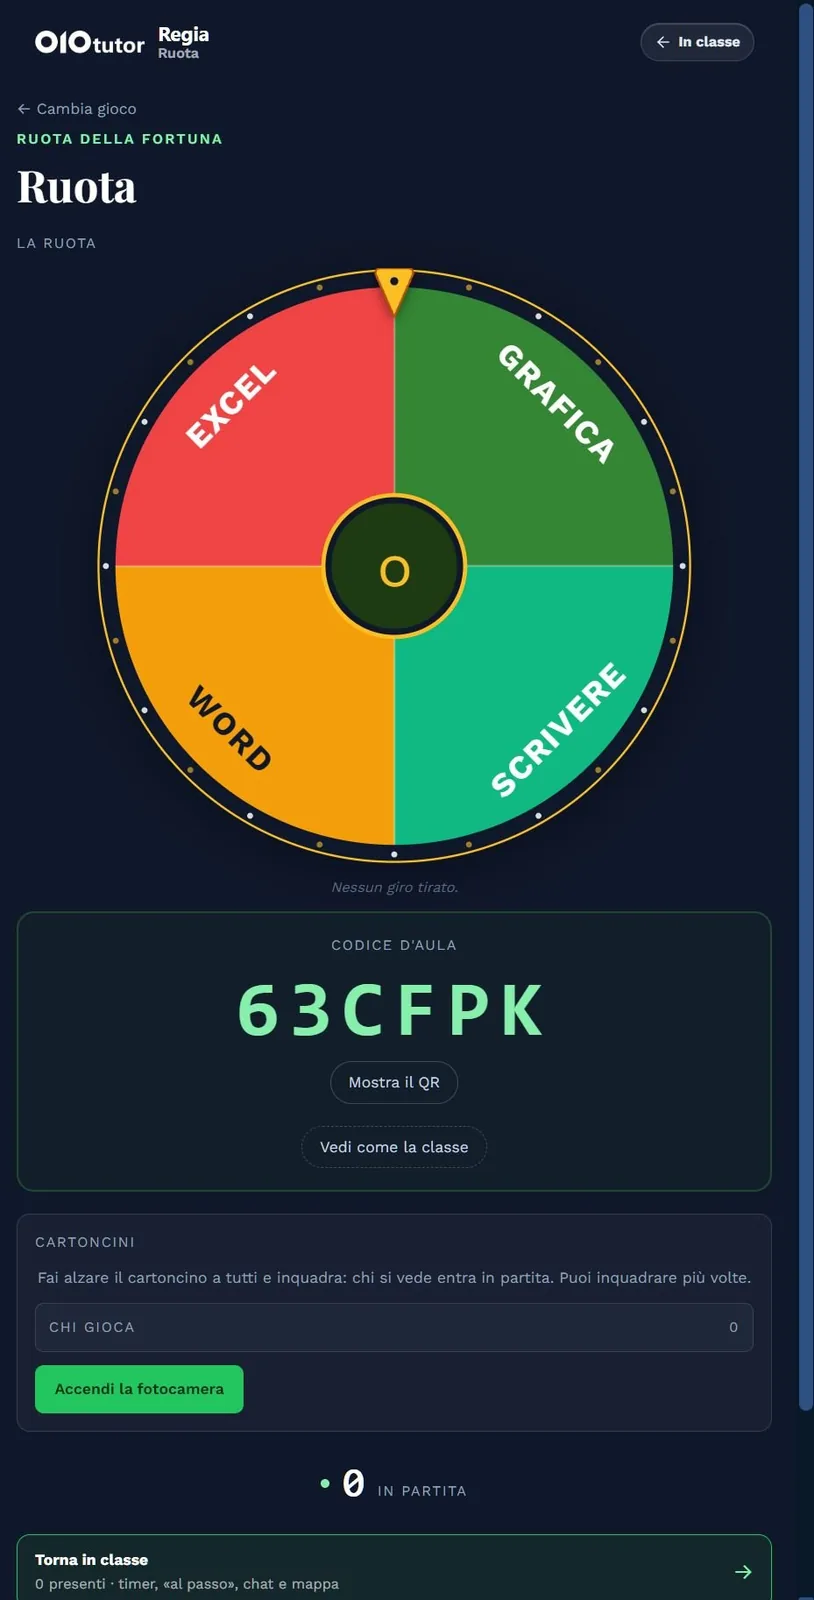 OIOtutor Regia
Ruota
← In classe
← Cambia gioco
RUOTA DELLA FORTUNA
Ruota
LA RUOTA
EXCEL
GRAFICA
O
WORD
SCRIVERE
Nessun giro tirato.
CODICE D'AULA
63CFPK
Mostra il QR
Vedi come la classe
CARTONCINI
Fai alzare il cartoncino a tutti e inquadra: chi si vede entra in partita. Puoi inquadrare più volte.
CHI GIOCA 0
Accendi la fotocamera
0 IN PARTITA
Torna in classe
0 presenti · timer, «al passo», chat e mappa
→